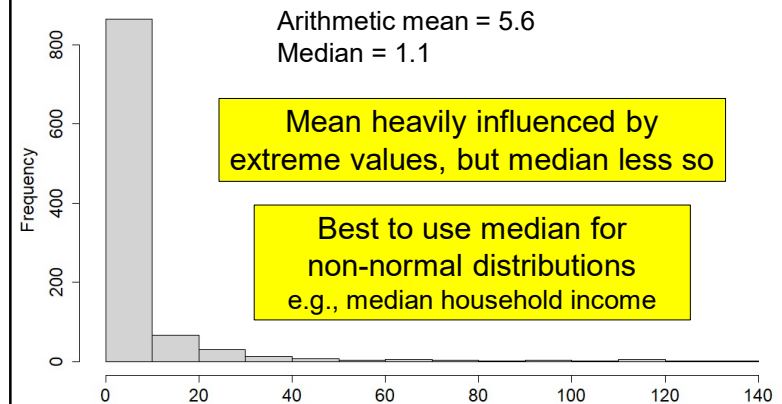 Arithmetic mean = 5.6
Median = 1.1
Mean heavily influenced by
extreme values, but median less so
Best to use median for
non-normal distributions
e.g., median household income
Frequency
800
600
400
200
0
0 20 40 60 80 100 120 140